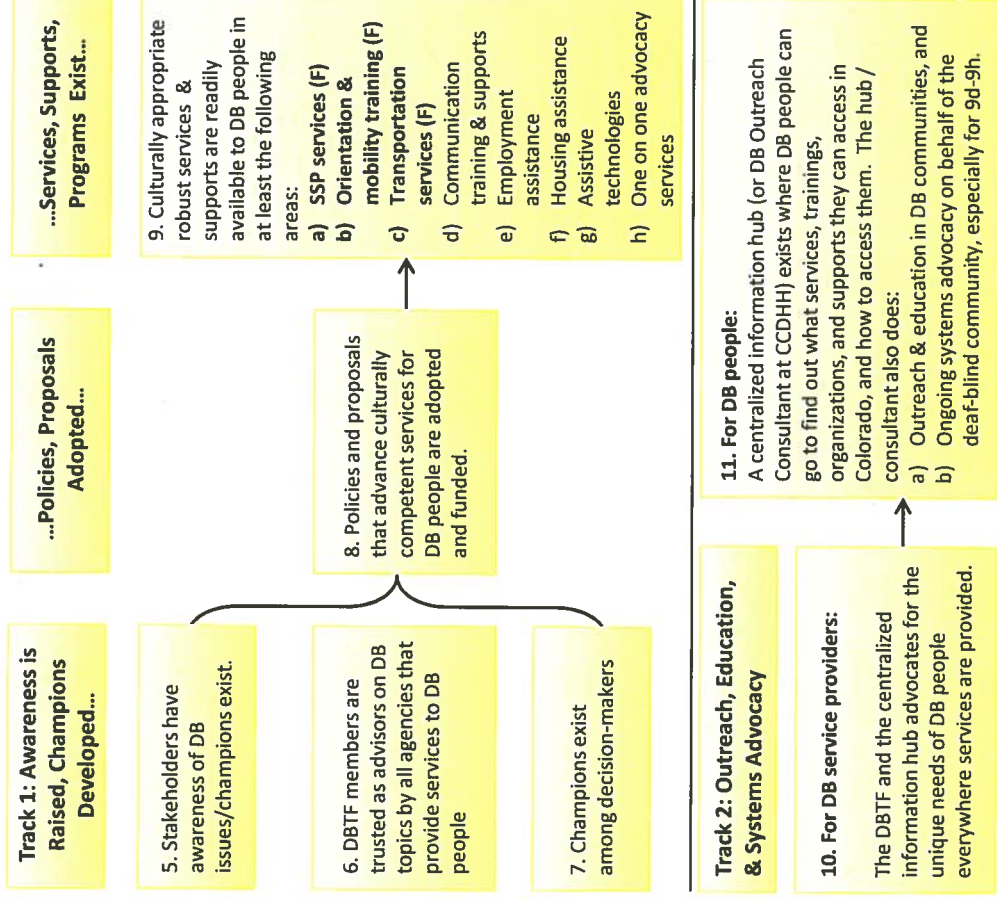 Track 1: Awareness is
Raised, Champions
Developed...
...Policies, Proposals
Adopted...
...Services, Supports,
Programs Exist...
5. Stakeholders have
awareness of DB
issues/champions exist.
6. DBTF members are
trusted as advisors on DB
topics by all agencies that
provide services to DB
people
7. Champions exist
among decision-makers
8. Policies and proposals
that advance culturally
competent services for
DB people are adopted
and funded.
9. Culturally appropriate
robust services &
supports are readily
available to DB people in
at least the following
areas:
a) SSP services (F)
b) Orientation &
mobility training (F)
c) Transportation
services (F)
d) Communication
training & supports
e) Employment
assistance
f) Housing assistance
g) Assistive
technologies
h) One on one advocacy
services
Track 2: Outreach, Education,
& Systems Advocacy
10. For DB service providers:
The DBTF and the centralized
information hub advocates for the
unique needs of DB people
everywhere services are provided.
11. For DB people:
A centralized information hub (or DB Outreach
Consultant at CCDHH) exists where DB people can
go to find out what services, trainings,
organizations, and supports they can access in
Colorado, and how to access them. The hub/
consultant also does:
a) Outreach & education in DB communities, and
b) Ongoing systems advocacy on behalf of the
deaf-blind community, especially for 9d-9h.